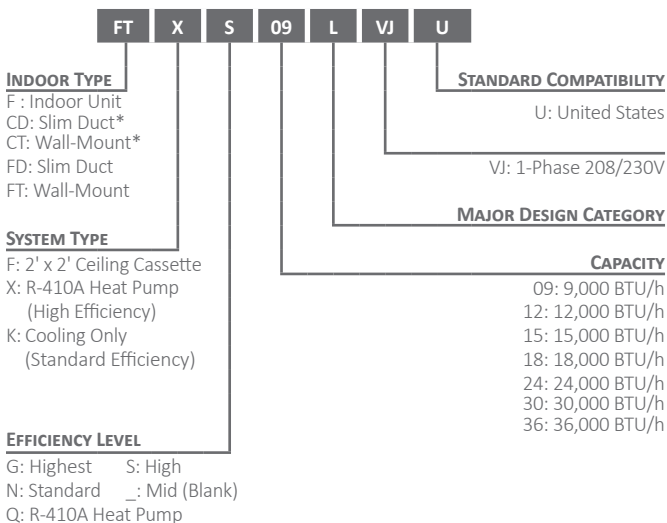 FT X S 09 L VJ U
INDOOR TYPE
F : Indoor Unit
CD: Slim Duct*
CT: Wall-Mount*
FD: Slim Duct
FT: Wall-Mount
SYSTEM TYPE
F: 2' x 2' Ceiling Cassette
X: R-410A Heat Pump
(High Efficiency)
K: Cooling Only
(Standard Efficiency)
EFFICIENCY LEVEL
G: Highest S: High
N: Standard _: Mid (Blank)
Q: R-410A Heat Pump
STANDARD COMPATIBILITY
U: United States
VJ: 1-Phase 208/230V
MAJOR DESIGN CATEGORY
CAPACITY
09: 9,000 BTU/h
12: 12,000 BTU/h
15: 15,000 BTU/h
18: 18,000 BTU/h
24: 24,000 BTU/h
30: 30,000 BTU/h
36: 36,000 BTU/h